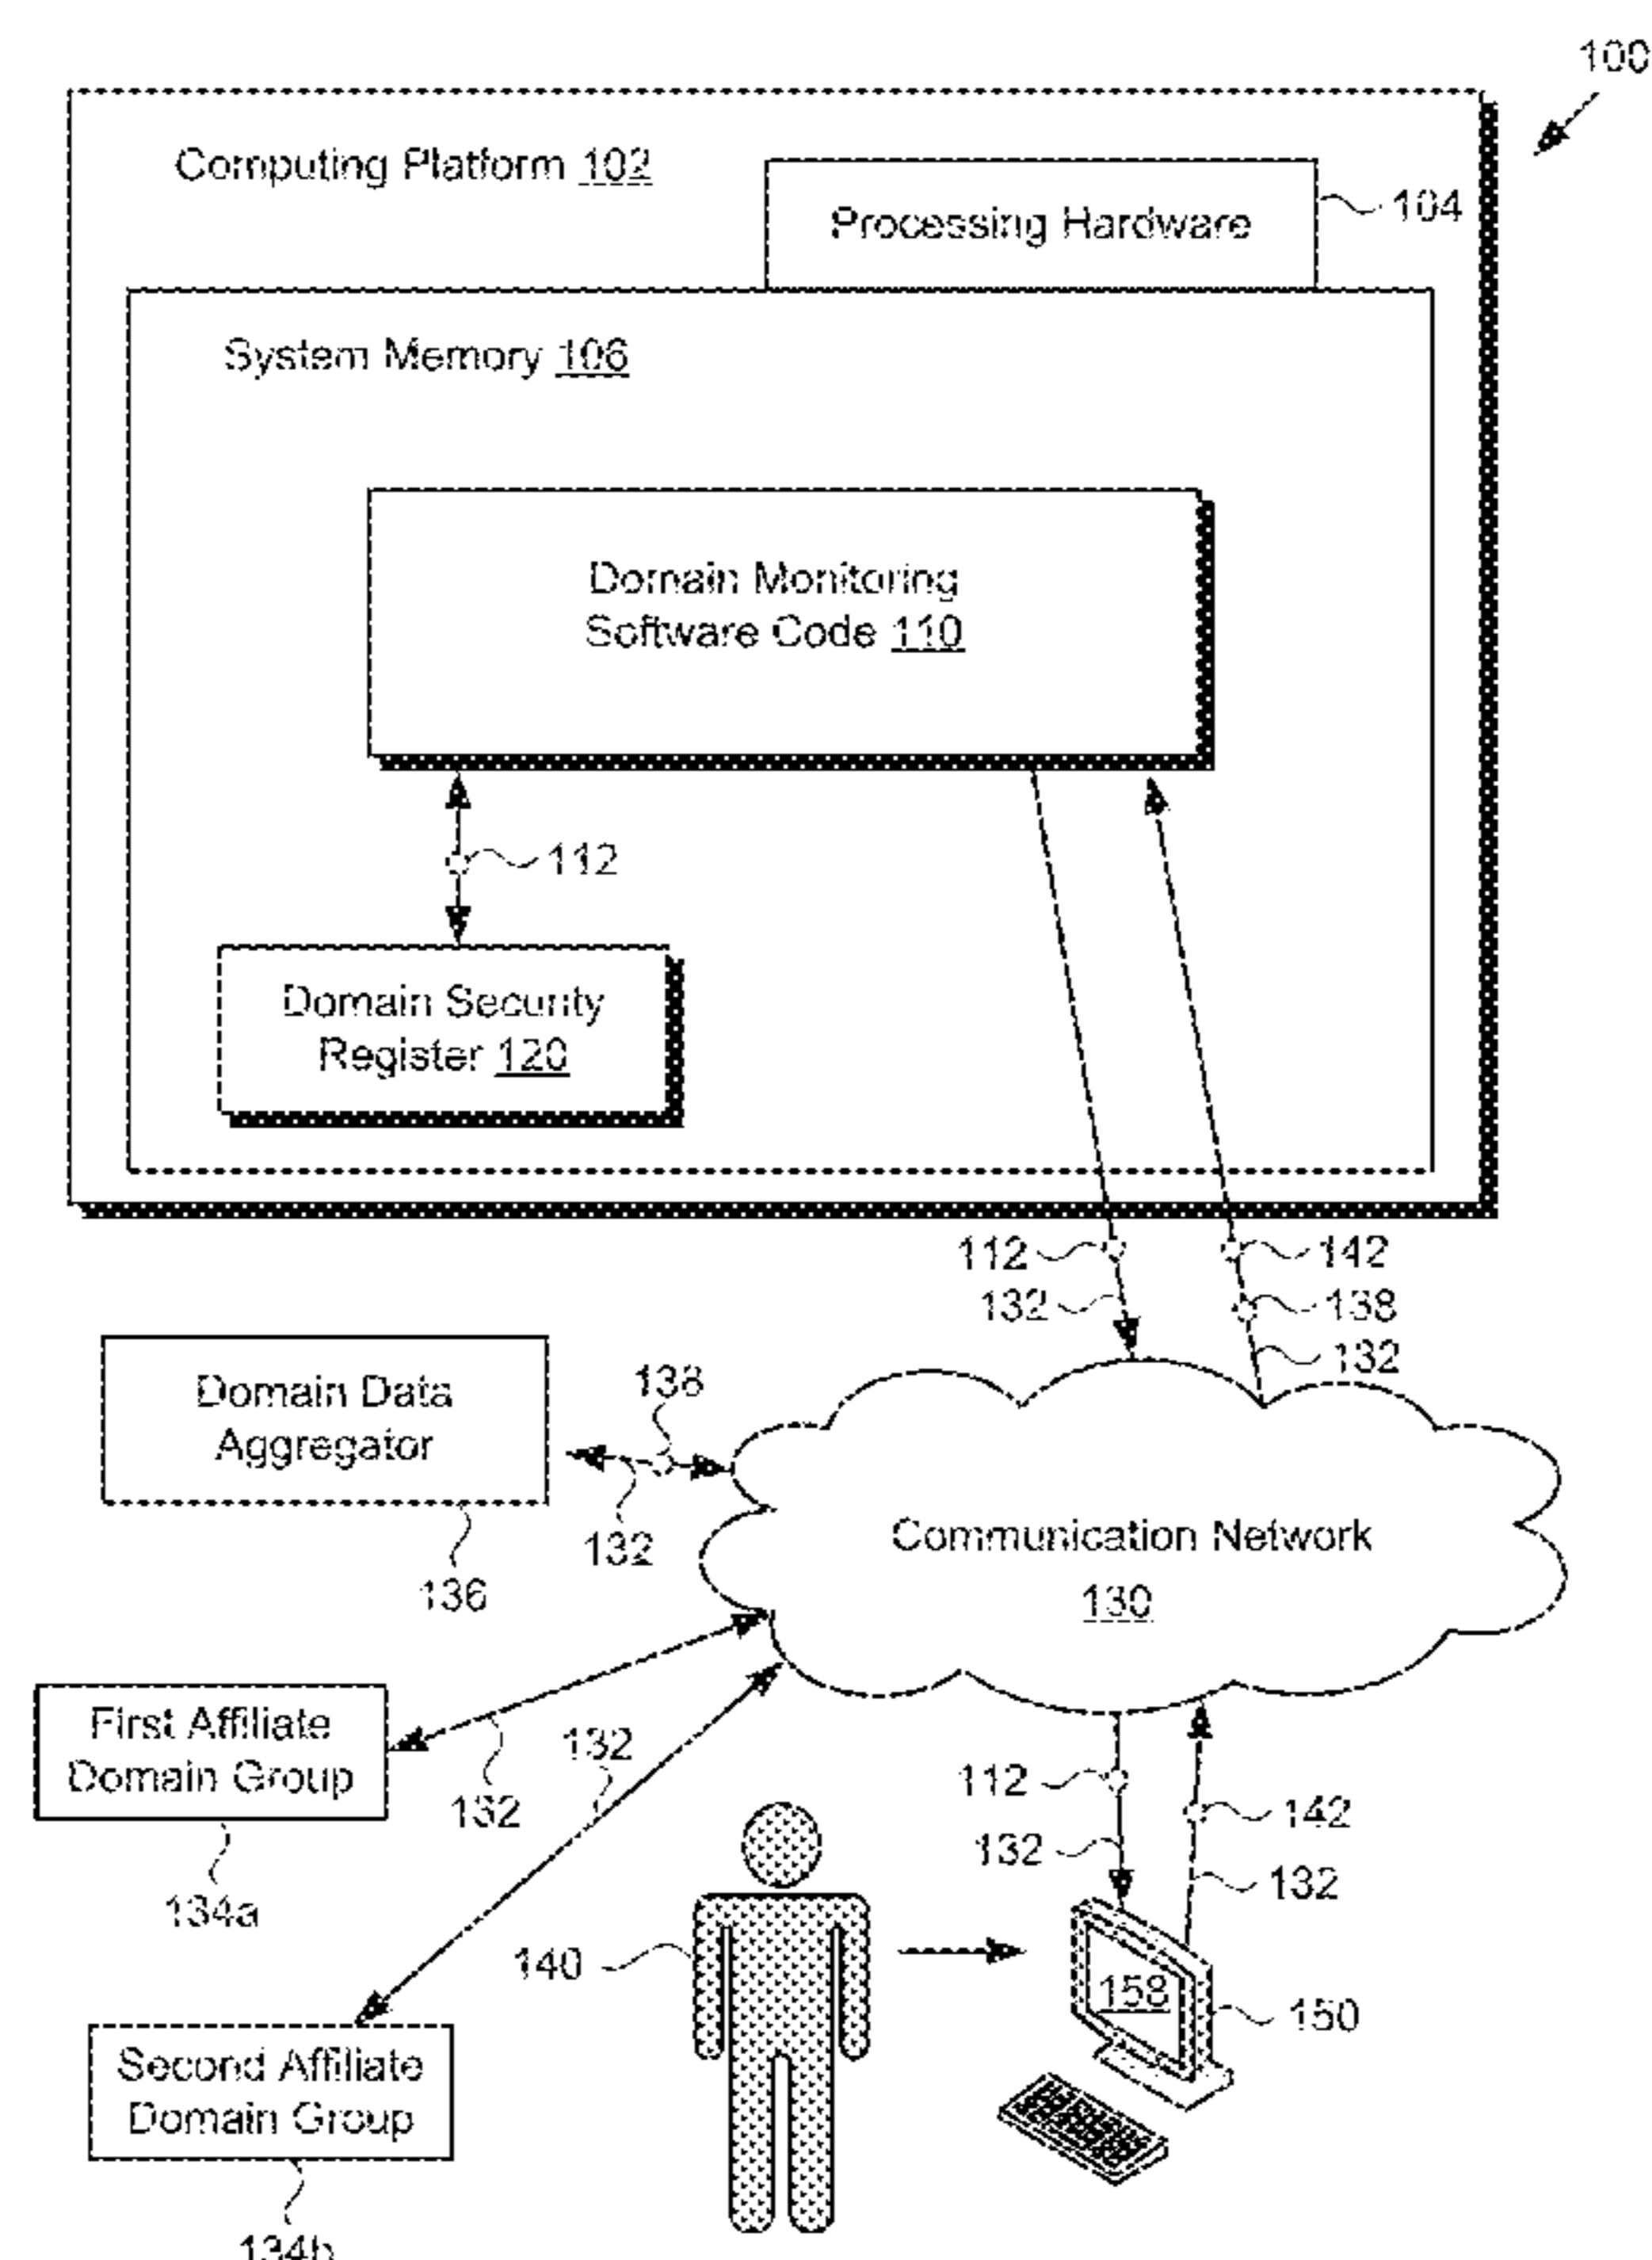 100
Computing Platform 102
Processing Hardware
104
System Memory 106
Domain Monitoring
Software Code 110
112
Domain Security
Register 120
112
142
132
138
132
Domain Data
Aggregator
138
132
136
Communication Network
130
First Affiliate
Domain Group
132
132
134a
112
142
132
132
140
158
150
Second Affiliate
Domain Group
134b